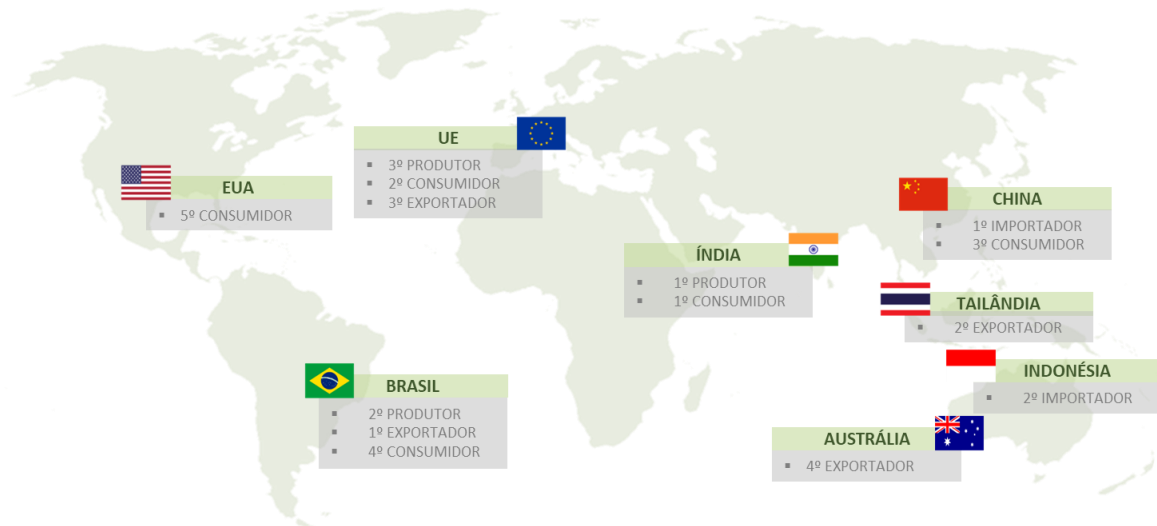 UE
3º PRODUTOR
2º CONSUMIDOR
3º EXPORTADOR
EUA
5º CONSUMIDOR
CHINA
1º IMPORTADOR
3º CONSUMIDOR
ÍNDIA
1º PRODUTOR
1º CONSUMIDOR
TAILÂNDIA
2º EXPORTADOR
INDONÉSIA
2º IMPORTADOR
BRASIL
2º PRODUTOR
1º EXPORTADOR
4º CONSUMIDOR
AUSTRÁLIA
4º EXPORTADOR